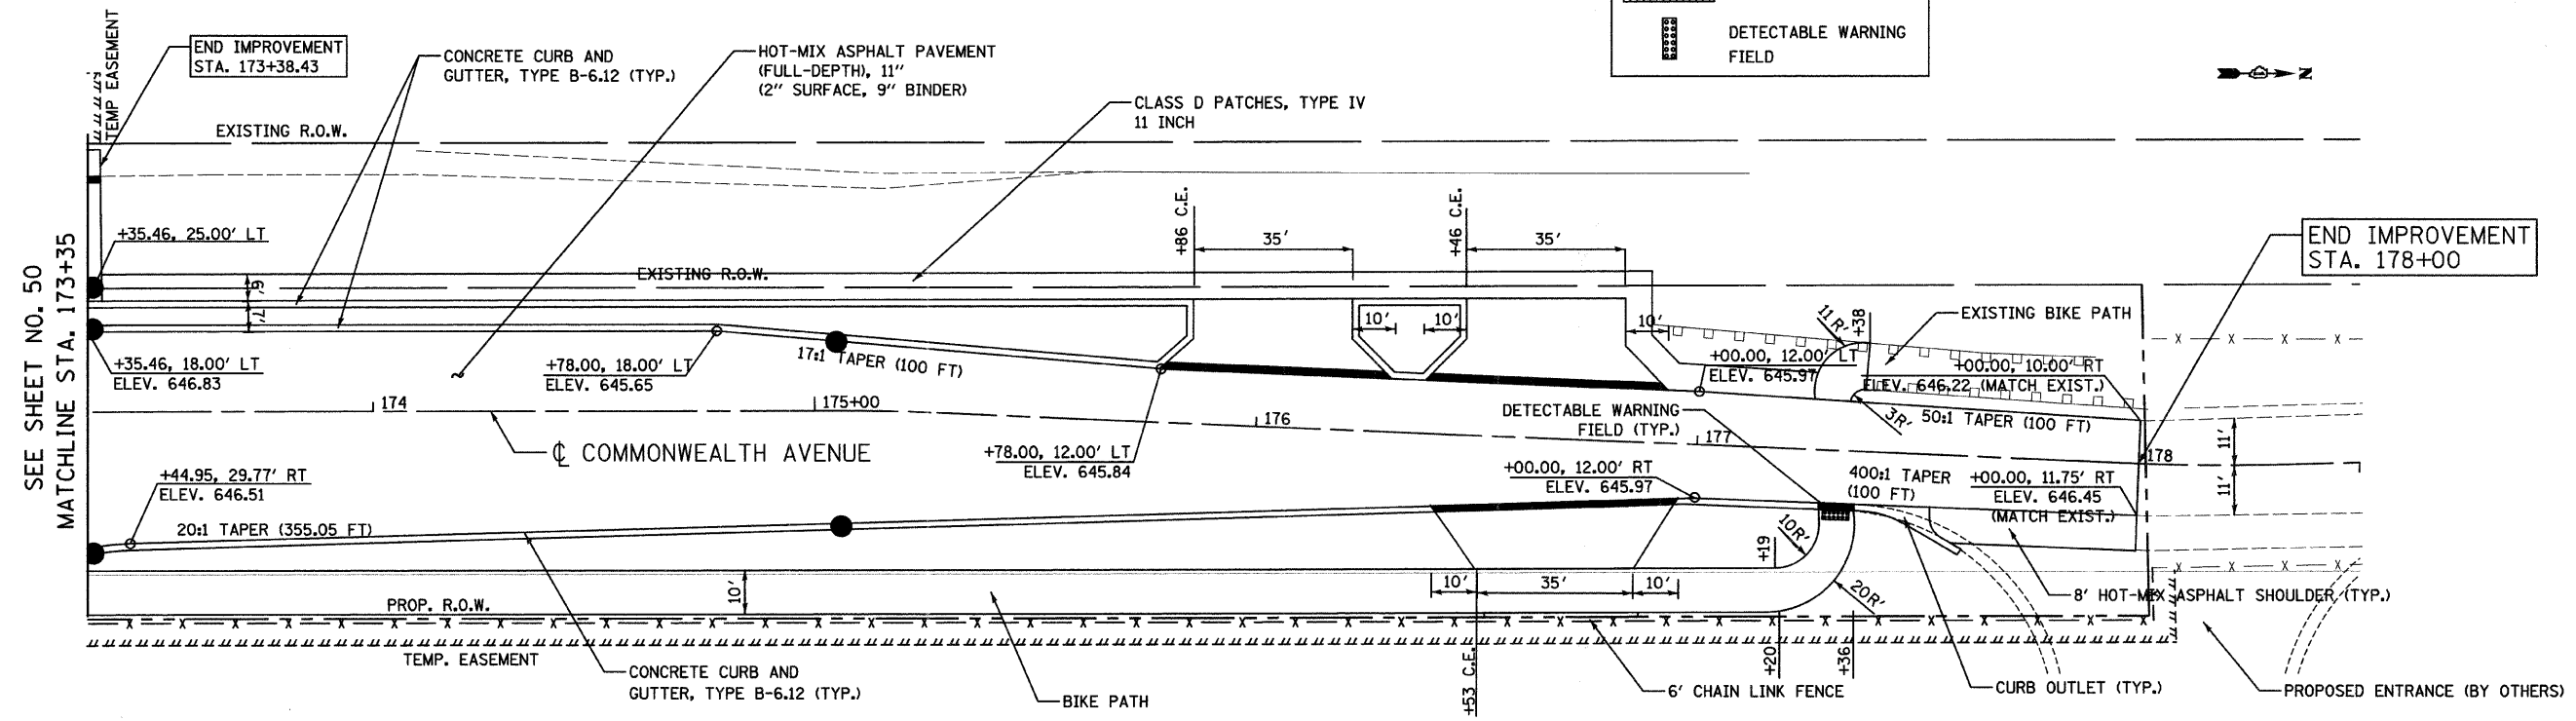 DETECTABLE WARNING
FIELD
N
TEMP EASEMENT
END IMPROVEMENT
STA. 173+38.43
CONCRETE CURB AND
GUTTER, TYPE B-6.12 (TYP.)
HOT-MIX ASPHALT PAVEMENT
(FULL-DEPTH), 11"
(2" SURFACE, 9" BINDER)
CLASS D PATCHES, TYPE IV
11 INCH
EXISTING R.O.W.
SEE SHEET NO. 50
MATCHLINE STA. 173+35
+35.46, 25.00' LT
EXISTING R.O.W.
6'
7'
+86 C.E.
35'
+46 C.E.
35'
END IMPROVEMENT
STA. 178+00
10'
10'
10'
11'R
+38
EXISTING BIKE PATH
+35.46, 18.00' LT
ELEV. 646.83
+78.00, 18.00' LT
ELEV. 645.65
17:1 TAPER (100 FT)
+00.00, 12.00' LT
ELEV. 645.97
+00.00, 10.00' RT
ELEV. 646.22 (MATCH EXIST.)
3R'
50:1 TAPER (100 FT)
174
175+00
176
177
178
℄ COMMONWEALTH AVENUE
DETECTABLE WARNING
FIELD (TYP.)
+78.00, 12.00' LT
ELEV. 645.84
11'
11'
+44.95, 29.77' RT
ELEV. 646.51
20:1 TAPER (355.05 FT)
+00.00, 12.00' RT
ELEV. 645.97
400:1 TAPER
(100 FT)
+00.00, 11.75' RT
ELEV. 646.45
(MATCH EXIST.)
10R'
+19
10'
10'
35'
10'
20R'
PROP. R.O.W.
8' HOT-MIX ASPHALT SHOULDER (TYP.)
TEMP. EASEMENT
CONCRETE CURB AND
GUTTER, TYPE B-6.12 (TYP.)
BIKE PATH
+53 C.E.
6' CHAIN LINK FENCE
+20
+36
CURB OUTLET (TYP.)
PROPOSED ENTRANCE (BY OTHERS)